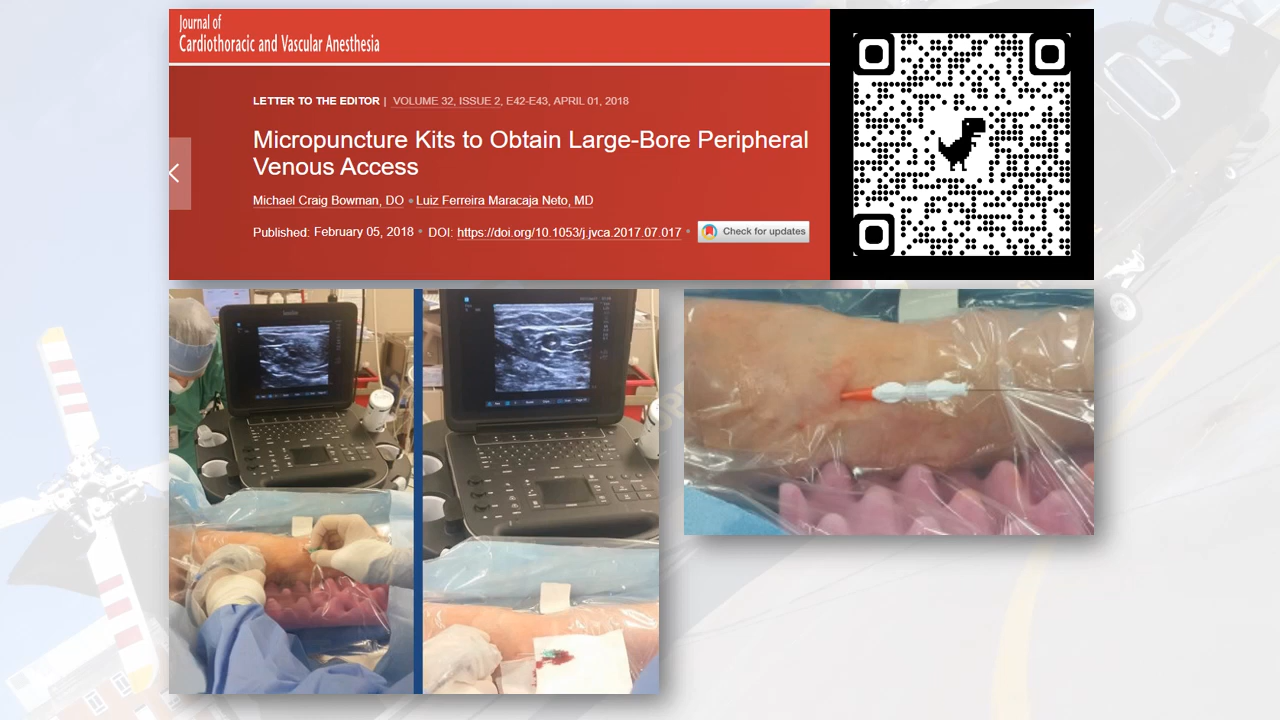 Journal of
Cardiothoracic and Vascular Anesthesia
LETTER TO THE EDITOR | VOLUME 32, ISSUE 2, E42-E43, APRIL 01, 2018
Micropuncture Kits to Obtain Large-Bore Peripheral
Venous Access
Michael Craig Bowman, DO • Luiz Ferreira Maracaja Neto, MD
Published: February 05, 2018 • DOI: https://doi.org/10.1053/j.jvca.2017.07.017 • Check for updates